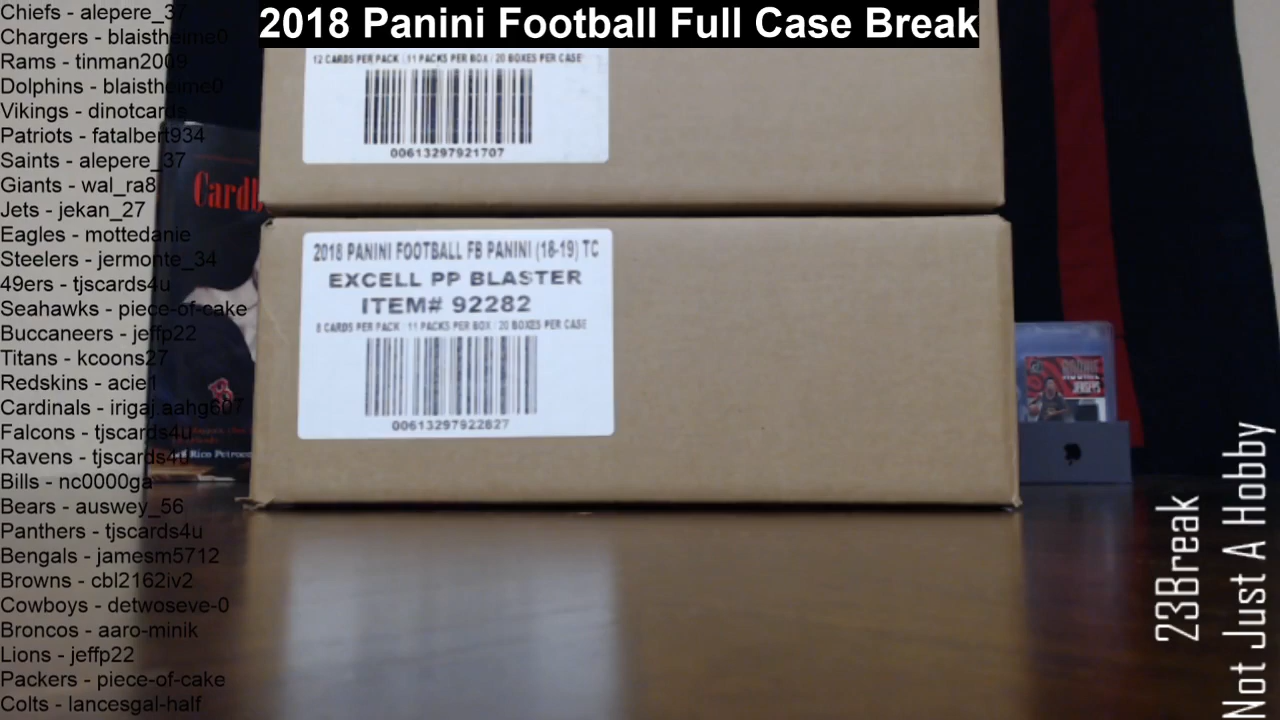 2018 Panini Football Full Case Break
Chiefs - alepere_37
Chargers - blaistheime0
Rams - tinman2009
Dolphins - blaistheime0
Vikings - dinotcards
Patriots - fatalbert934
Saints - alepere_37
Giants - wal_ra8
Jets - jekan_27
Eagles - mottedanie
Steelers - jermonte_34
49ers - tjscards4u
Seahawks - piece-of-cake
Buccaneers - jeffp22
Titans - kcoons27
Redskins - acie1
Cardinals - irigaj.aahg607
Falcons - tjscards4u
Ravens - tjscards4u
Bills - nc0000ga
Bears - auswey_56
Panthers - tjscards4u
Bengals - jamesm5712
Browns - cbl2162iv2
Cowboys - detwoseve-0
Broncos - aaro-minik
Lions - jeffp22
Packers - piece-of-cake
Colts - lancesgal-half
12 CARDS PER PACK / 11 PACKS PER BOX / 20 BOXES PER CASE
00613297921707
2018 PANINI FOOTBALL FB PANINI (18-19) TC
EXCELL PP BLASTER
ITEM# 92282
8 CARDS PER PACK / 11 PACKS PER BOX / 20 BOXES PER CASE
00613297922827
Rico Petroce
23Break
Not Just A Hobby